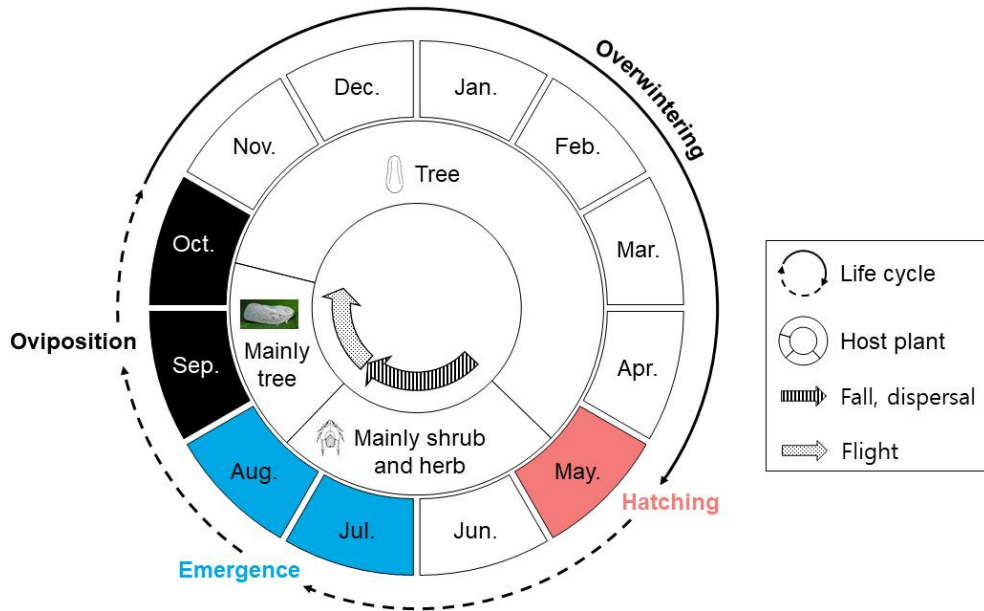 Overwintering
Dec.
Jan.
Nov.
Feb.
Tree
Oct.
Mar.
Life cycle
Oviposition
Mainly
tree
Host plant
Sep.
Apr.
Fall, dispersal
Mainly shrub
and herb
Aug.
May.
Flight
Hatching
Jul.
Jun.
Emergence